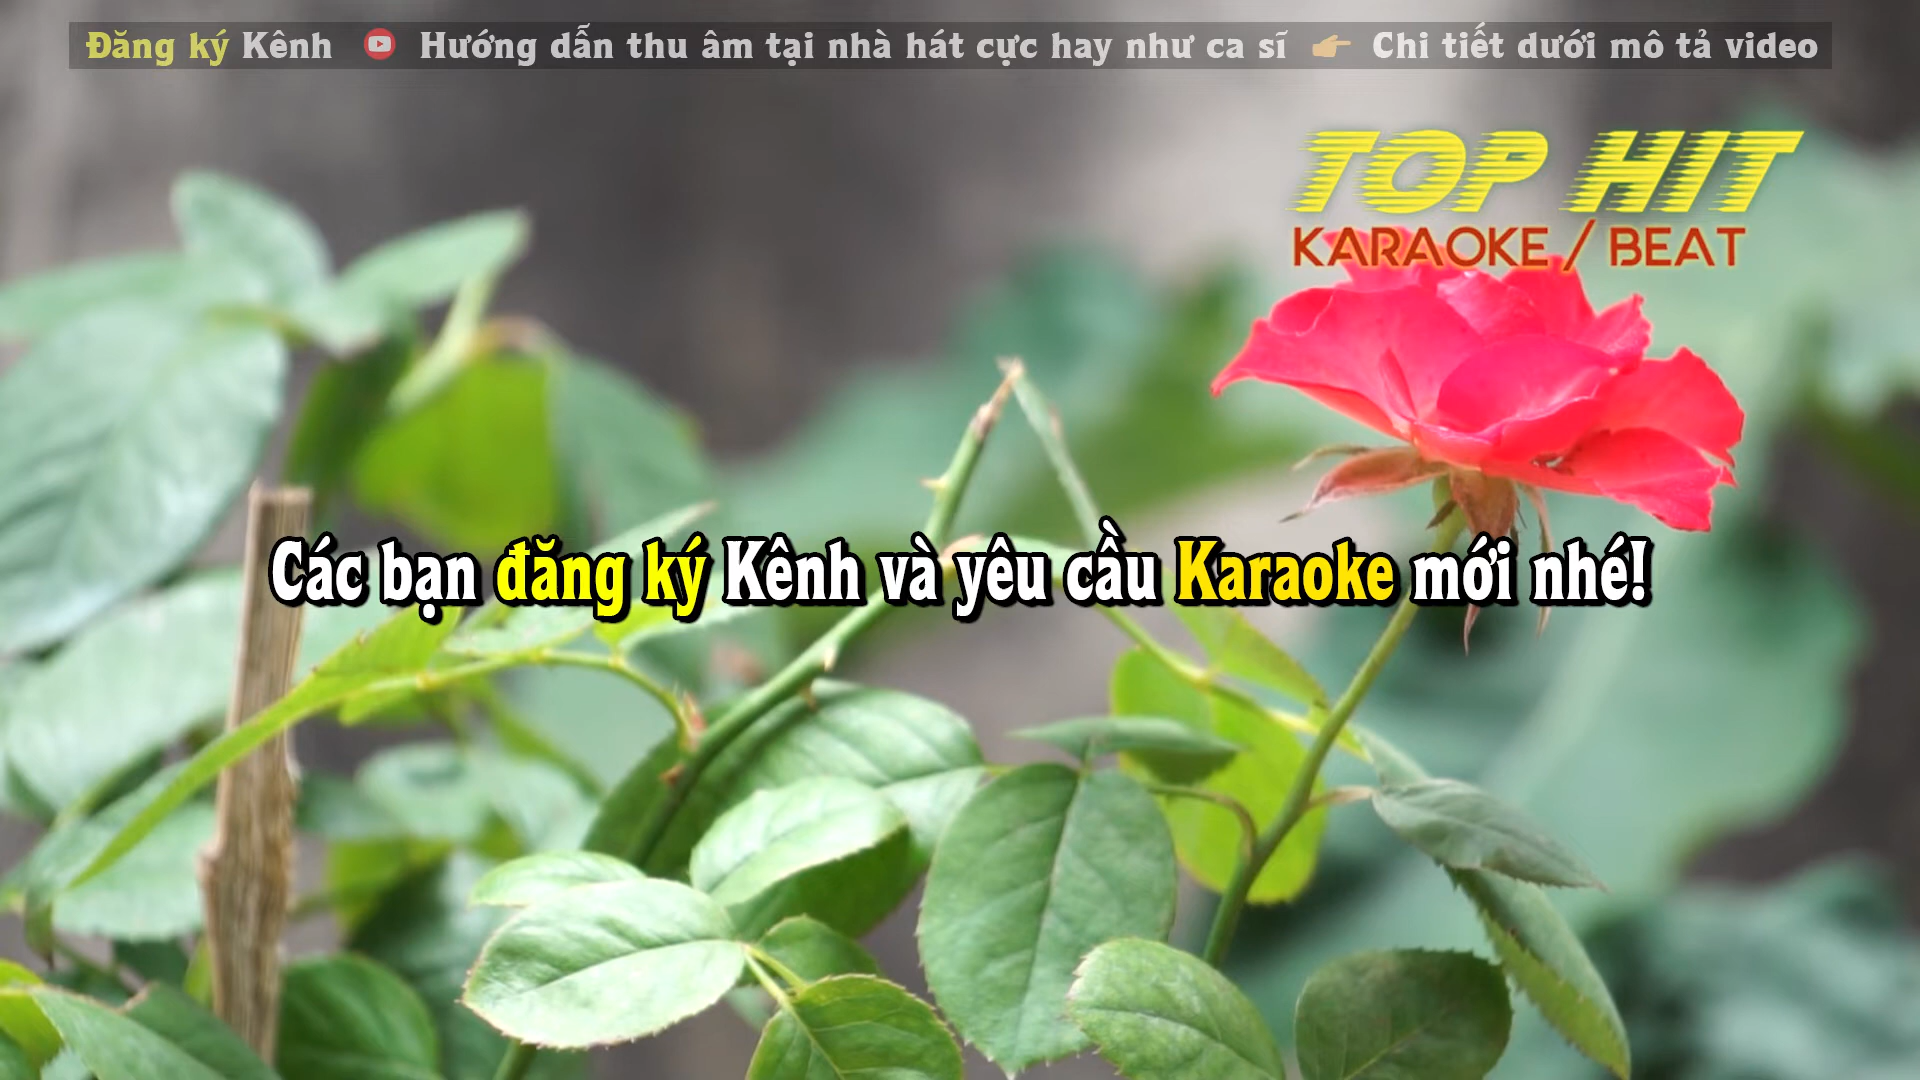 Đăng ký Kênh Hướng dẫn thu âm tại nhà hát cực hay như ca sĩ Chi tiết dưới mô tả video
TOP HIT
KARAOKE / BEAT
Các bạn đăng ký Kênh và yêu cầu Karaoke mới nhé!